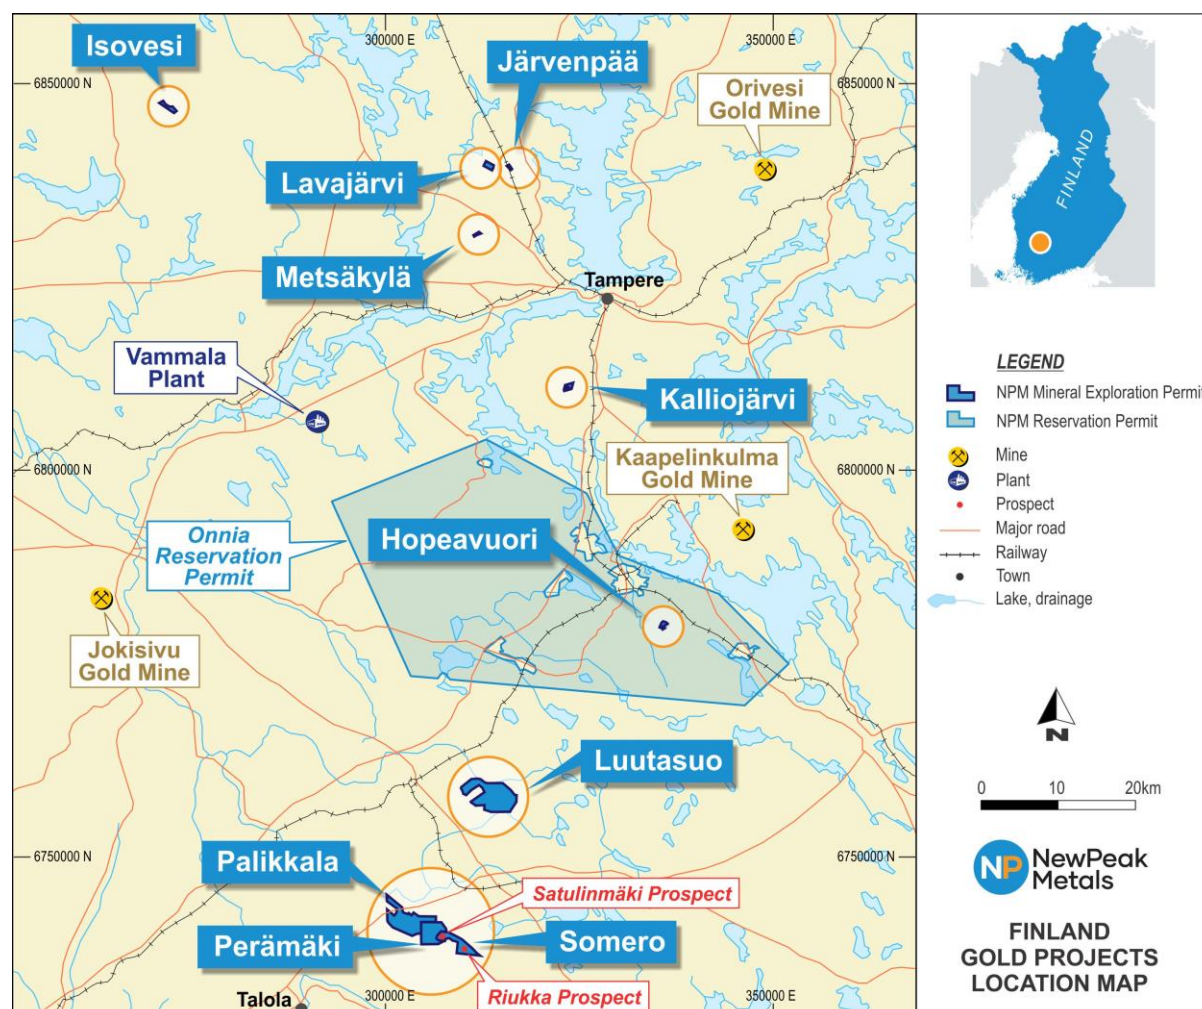 300000 E
350000 E
Isovesi
Järvenpää
6850000 N
6850000 N
Orivesi
Gold Mine
Lavajärvi
Metsäkylä
Tampere
Vammala
Plant
Kalliojärvi
6800000 N
6800000 N
Kaapelinkulma
Gold Mine
Onnia
Reservation
Permit
Hopeavuori
Jokisivu
Gold Mine
Luutasuo
6750000 N
6750000 N
Palikkala
Satulinmäki Prospect
Perämäki
Somero
Riukka Prospect
Talola
300000 E
350000 E
FINLAND
LEGEND
NPM Mineral Exploration Permit
NPM Reservation Permit
Mine
Plant
Prospect
Major road
Railway
Town
Lake, drainage
N
0 10 20km
NP NewPeak
Metals
FINLAND
GOLD PROJECTS
LOCATION MAP